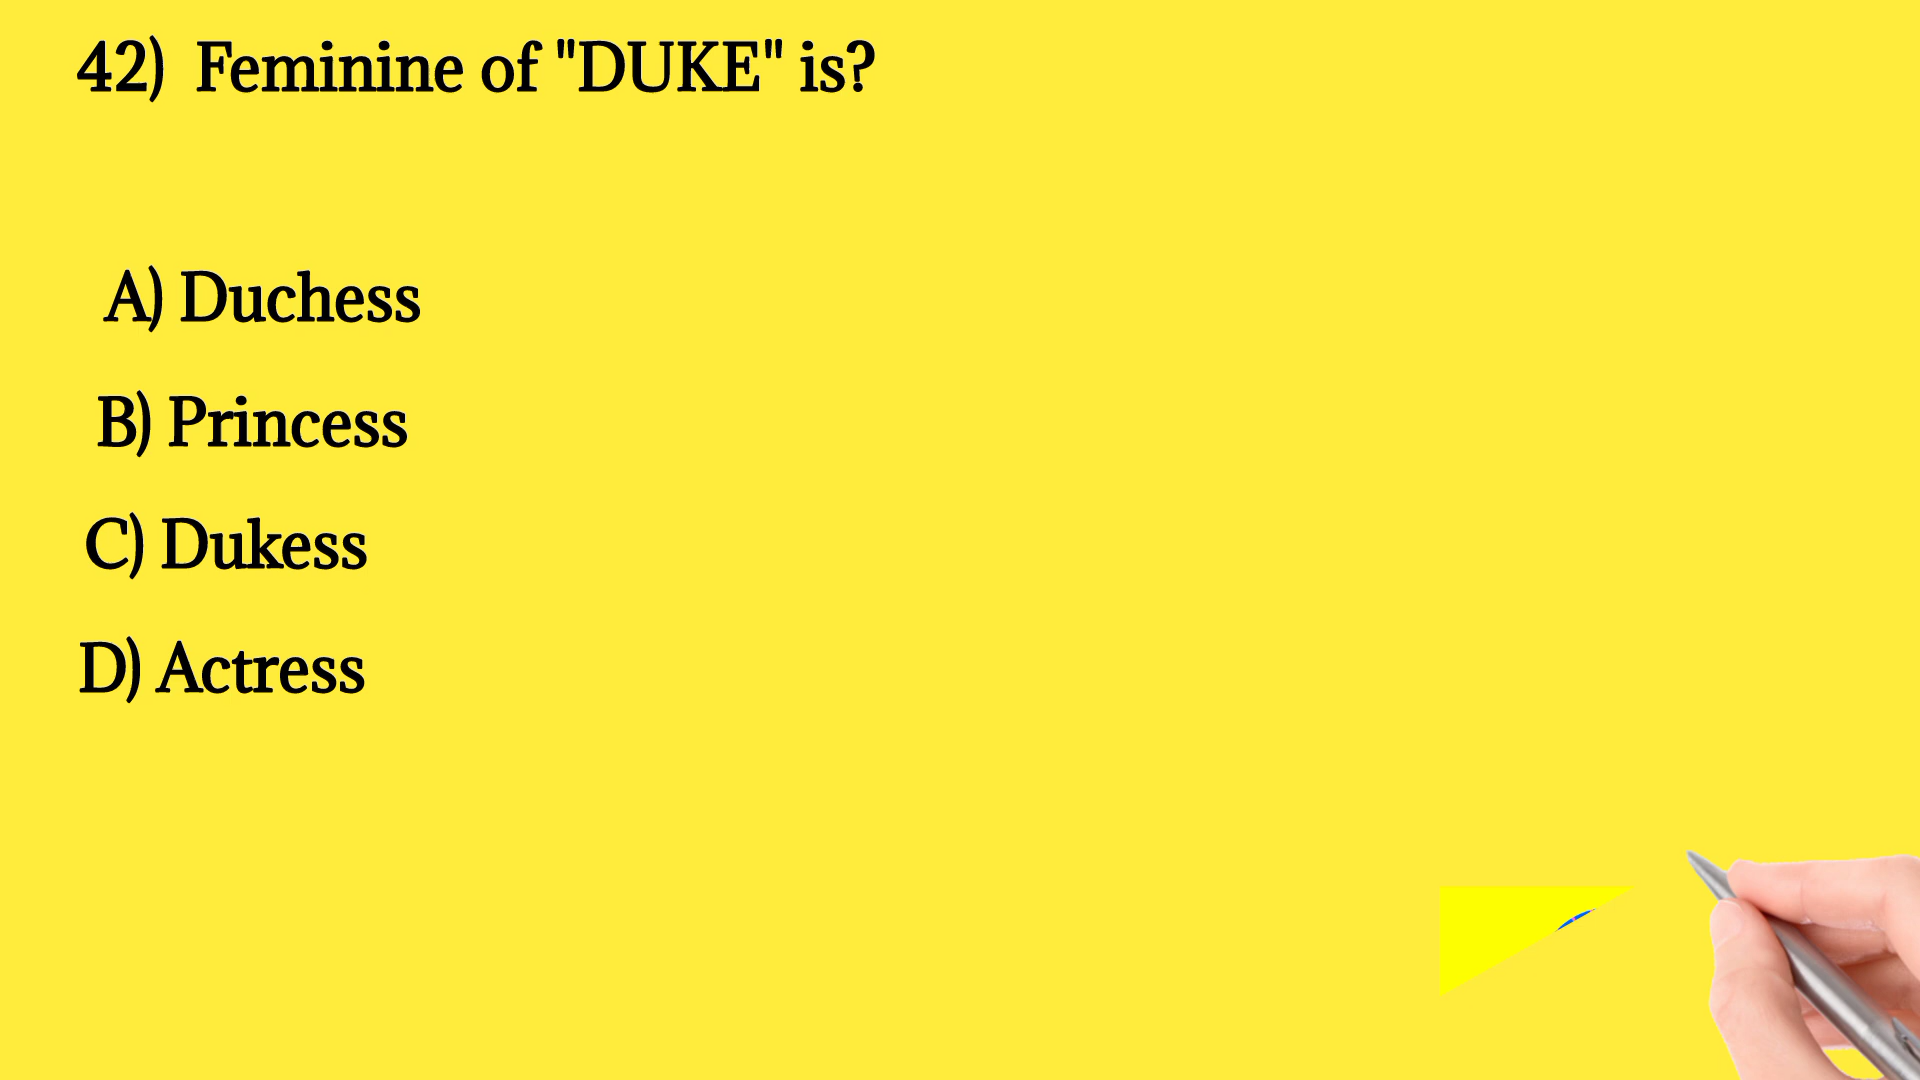 42) Feminine of "DUKE" is?
A) Duchess
B) Princess
C) Dukess
D) Actress